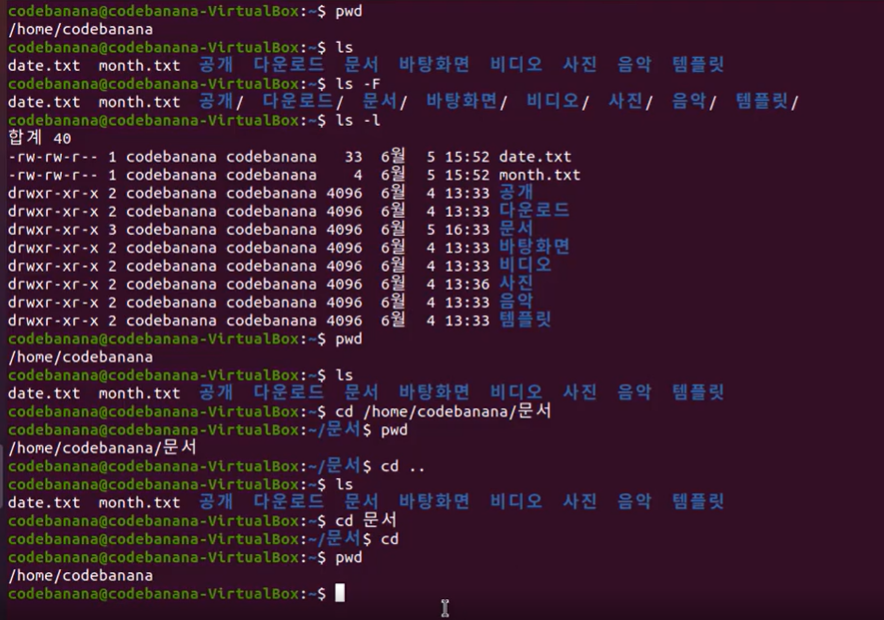 codebanana@codebanana-VirtualBox:~$ pwd
/home/codebanana
codebanana@codebanana-VirtualBox:~$ ls
date.txt  month.txt  공개  다운로드  문서  바탕화면  비디오  사진  음악  템플릿
codebanana@codebanana-VirtualBox:~$ ls -F
date.txt  month.txt  공개/  다운로드/  문서/  바탕화면/  비디오/  사진/  음악/  템플릿/
codebanana@codebanana-VirtualBox:~$ ls -l
합계 40
-rw-rw-r-- 1 codebanana codebanana   33  6월   5 15:52 date.txt
-rw-rw-r-- 1 codebanana codebanana    4  6월   5 15:52 month.txt
drwxr-xr-x 2 codebanana codebanana 4096  6월   4 13:33 공개
drwxr-xr-x 2 codebanana codebanana 4096  6월   4 13:33 다운로드
drwxr-xr-x 3 codebanana codebanana 4096  6월   5 16:33 문서
drwxr-xr-x 2 codebanana codebanana 4096  6월   4 13:33 바탕화면
drwxr-xr-x 2 codebanana codebanana 4096  6월   4 13:33 비디오
drwxr-xr-x 2 codebanana codebanana 4096  6월   4 13:36 사진
drwxr-xr-x 2 codebanana codebanana 4096  6월   4 13:33 음악
drwxr-xr-x 2 codebanana codebanana 4096  6월   4 13:33 템플릿
codebanana@codebanana-VirtualBox:~$ pwd
/home/codebanana
codebanana@codebanana-VirtualBox:~$ ls
date.txt  month.txt  공개  다운로드  문서  바탕화면  비디오  사진  음악  템플릿
codebanana@codebanana-VirtualBox:~$ cd /home/codebanana/문서
codebanana@codebanana-VirtualBox:~/문서$ pwd
/home/codebanana/문서
codebanana@codebanana-VirtualBox:~/문서$ cd ..
codebanana@codebanana-VirtualBox:~$ ls
date.txt  month.txt  공개  다운로드  문서  바탕화면  비디오  사진  음악  템플릿
codebanana@codebanana-VirtualBox:~$ cd 문서
codebanana@codebanana-VirtualBox:~/문서$ cd
codebanana@codebanana-VirtualBox:~$ pwd
/home/codebanana
codebanana@codebanana-VirtualBox:~$